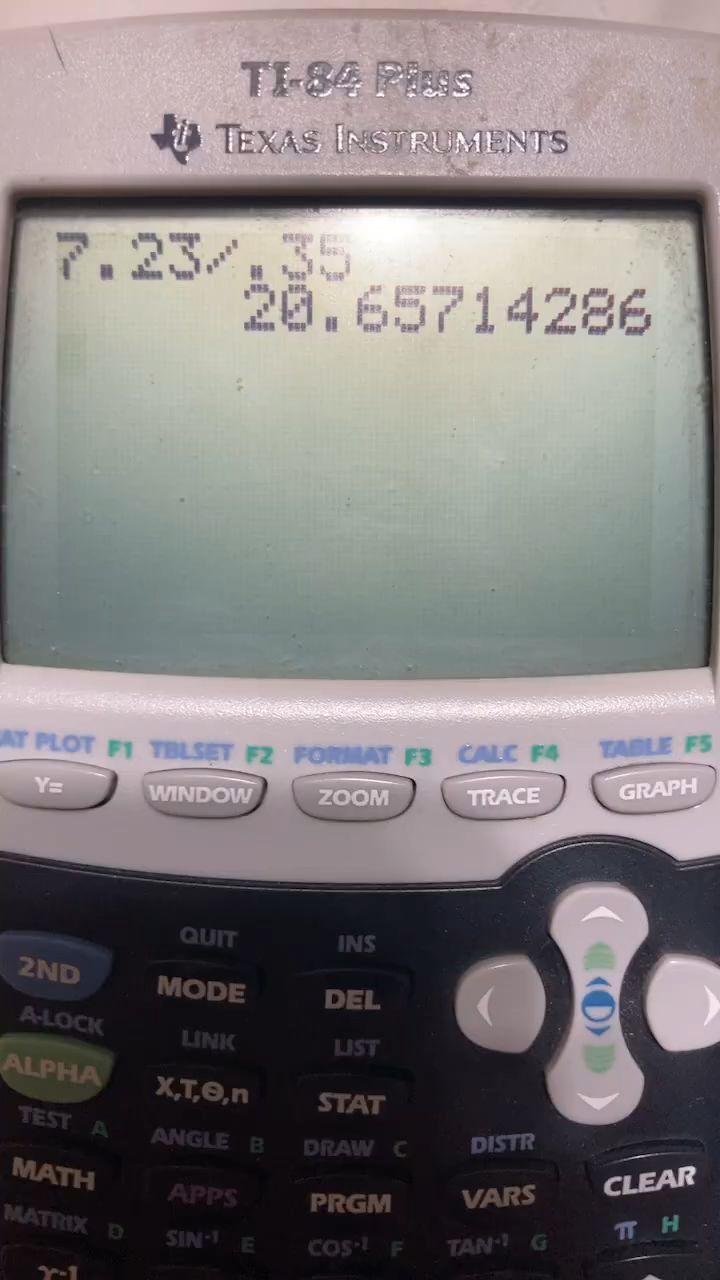 TI-84 Plus
TEXAS INSTRUMENTS
7.23/.35
20.65714286
AT PLOT F1 TBLSET F2 FORMAT F3 CALC F4 TABLE F5
Y= WINDOW ZOOM TRACE GRAPH
QUIT INS
2ND MODE DEL
A-LOCK LINK LIST
ALPHA X,T,Θ,n STAT
TEST A ANGLE B DRAW C DISTR
MATH APPS PRGM VARS CLEAR
MATRIX D SIN⁻¹ E COS⁻¹ F TAN⁻¹ G π H
x⁻¹